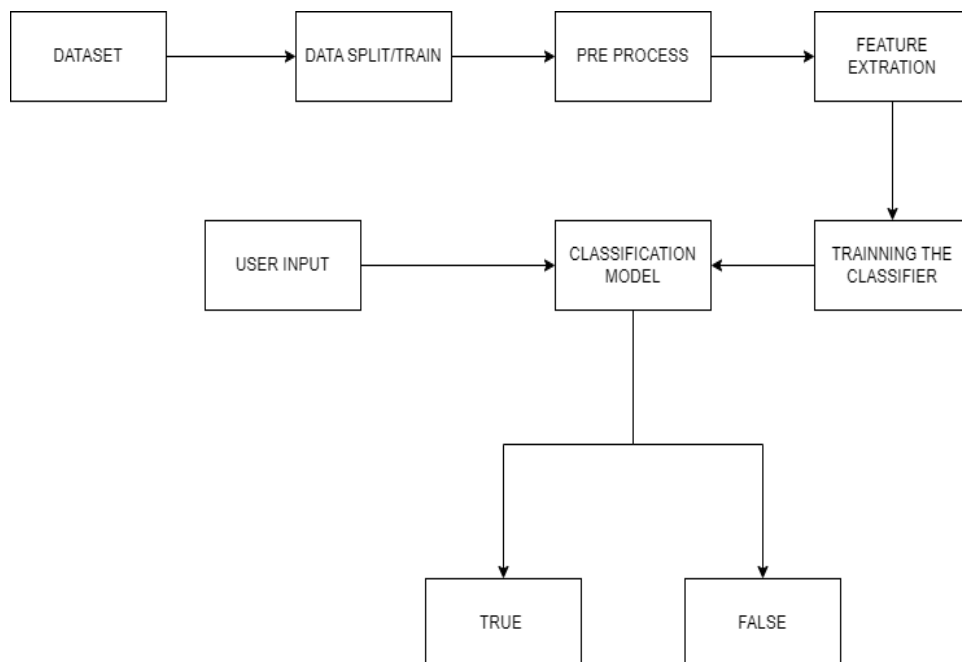 DATASET
DATA SPLIT/TRAIN
PRE PROCESS
FEATURE
EXTRATION
USER INPUT
CLASSIFICATION
MODEL
TRAINNING THE
CLASSIFIER
TRUE
FALSE